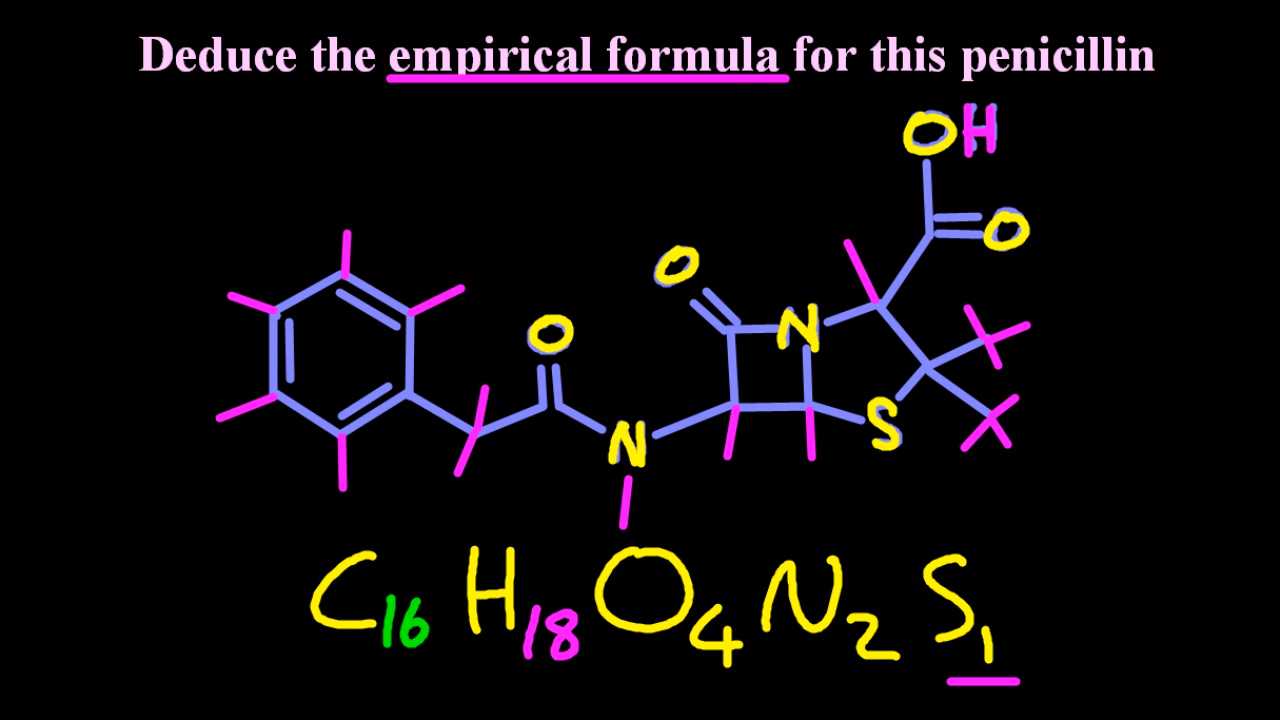 Deduce the empirical formula for this penicillin
OH
O
O
O
N
N
S
C16 H18 O4 N2 S1